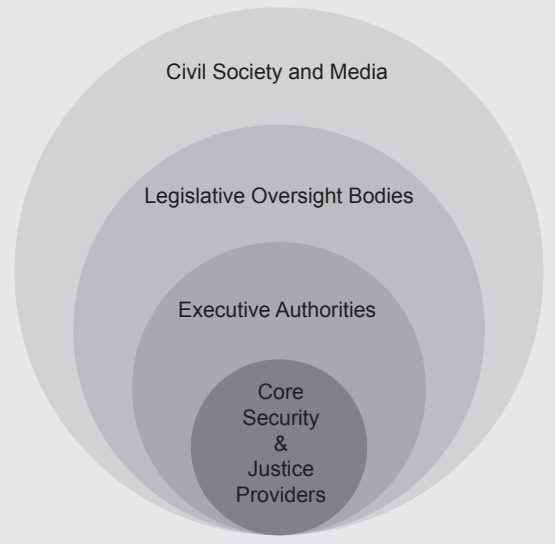 Civil Society and Media
Legislative Oversight Bodies
Executive Authorities
Core
Security
&
Justice
Providers